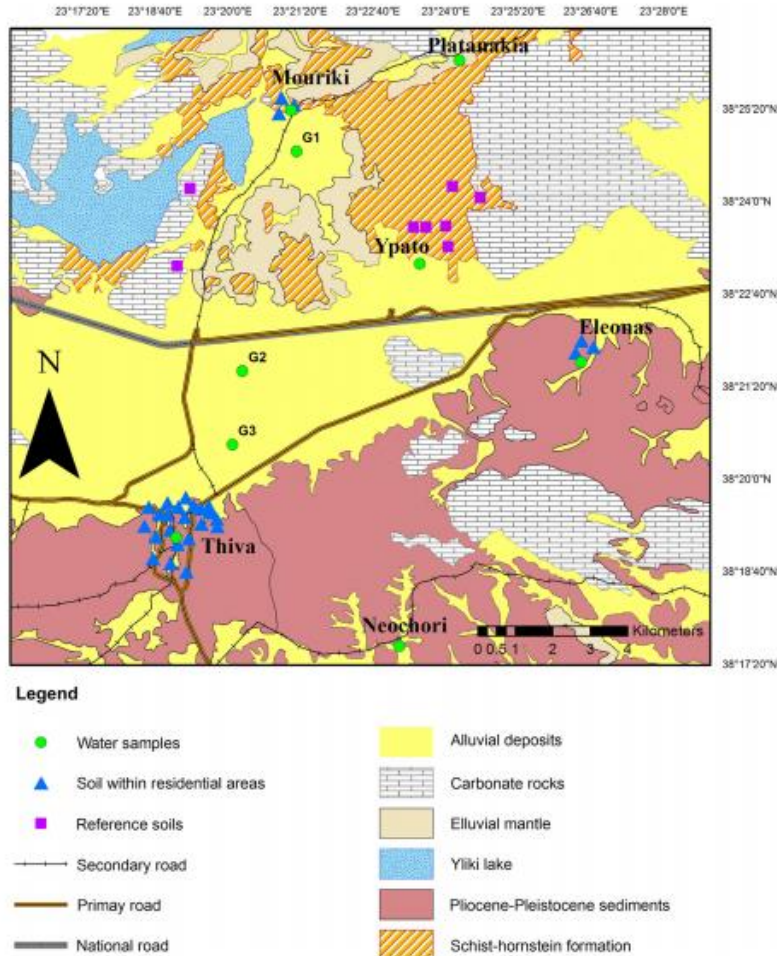 23°17'20"E 23°18'40"E 23°20'0"E 23°21'20"E 23°22'40"E 23°24'0"E 23°25'20"E 23°26'40"E 23°28'0"E
Platanakia
Mouriki
38°25'20"N
G1
38°24'0"N
Ypato
38°22'40"N
Eleonas
N
G2
38°21'20"N
G3
38°20'0"N
Thiva
38°18'40"N
Neochori
Kilometers
0 0.5 1 2 3 4
38°17'20"N
Legend
Water samples
Alluvial deposits
Soil within residential areas
Carbonate rocks
Reference soils
Elluvial mantle
Secondary road
Yliki lake
Primay road
Pliocene-Pleistocene sediments
National road
Schist-hornstein formation